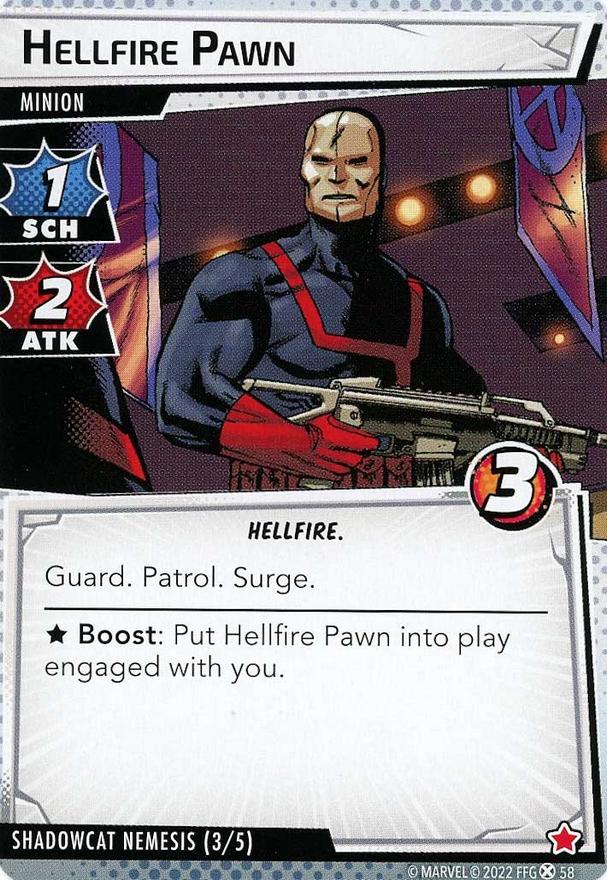 HELLFIRE PAWN
MINION
1
SCH
2
ATK
3
HELLFIRE.
Guard. Patrol. Surge.
★ Boost: Put Hellfire Pawn into play
engaged with you.
SHADOWCAT NEMESIS (3/5)
© MARVEL © 2022 FFG 58